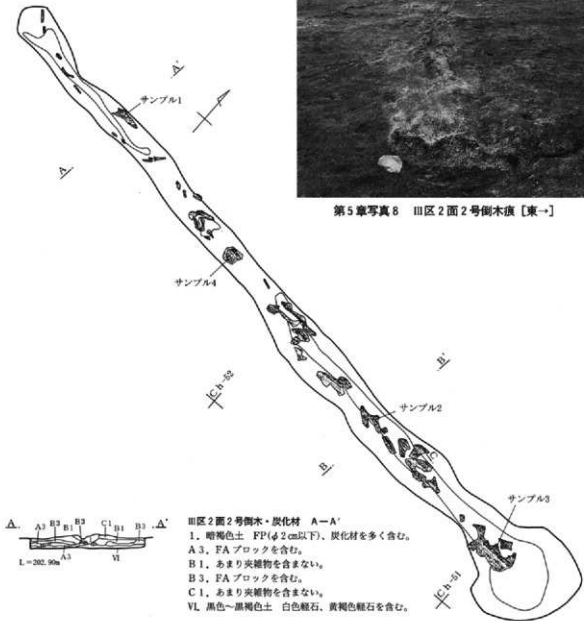 サンプル1
A'
A
第5章写真8 Ⅲ区2面2号倒木痕 [東→]
サンプル4
B'
Ch-52
サンプル2
C
B
サンプル3
Ch-51
A A3 B3 B1 B3 C1 B1 B3 A'
A3 VI
L=202.90m
Ⅲ区2面2号倒木・炭化材 A―A'
1、暗褐色土 FP(φ2㎝以下)、炭化材を多く含む。
A3、FAブロックを含む。
B1、あまり夾雑物を含まない。
B3、FAブロックを含む。
C1、あまり夾雑物を含まない。
VI、黒色〜黒褐色土 白色軽石、黄褐色軽石を含む。